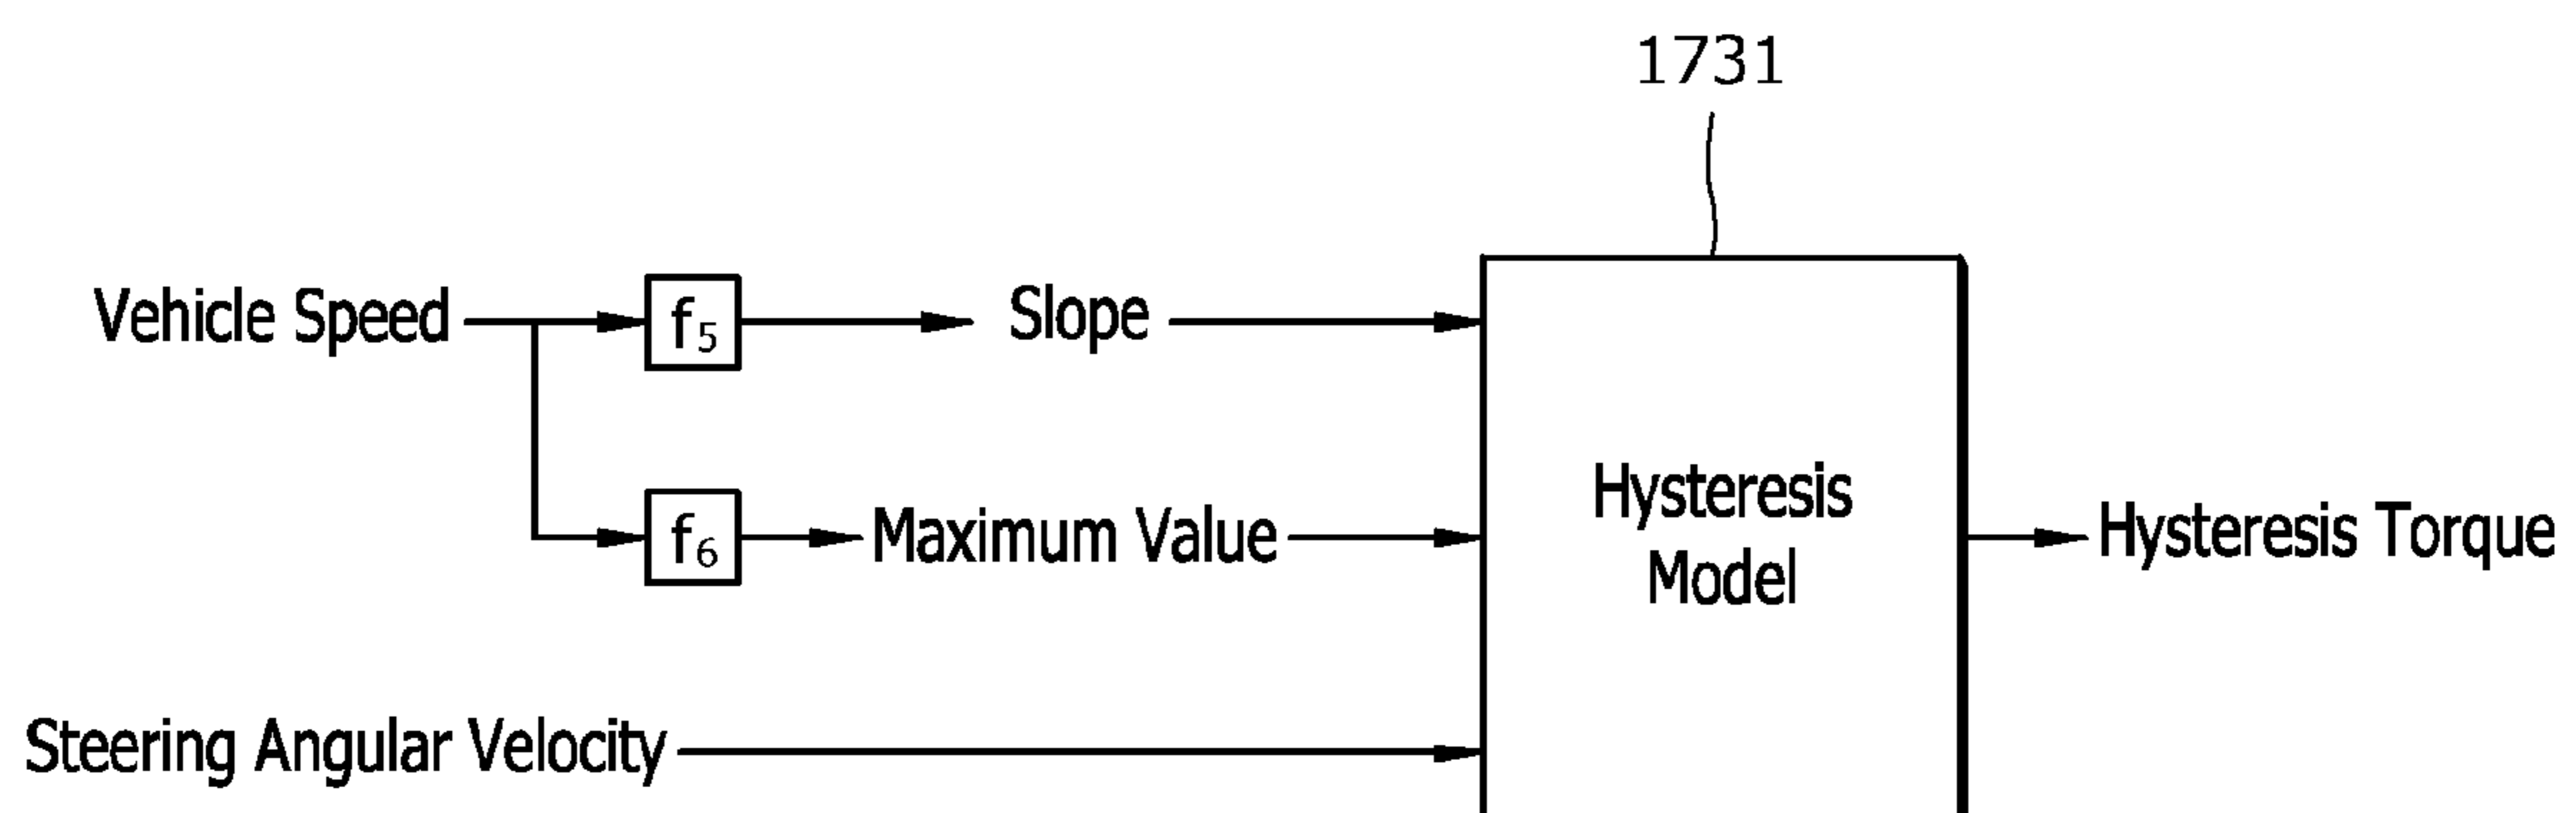 1731
Vehicle Speed
f5
Slope
f6
Maximum Value
Hysteresis
Model
Hysteresis Torque
Steering Angular Velocity